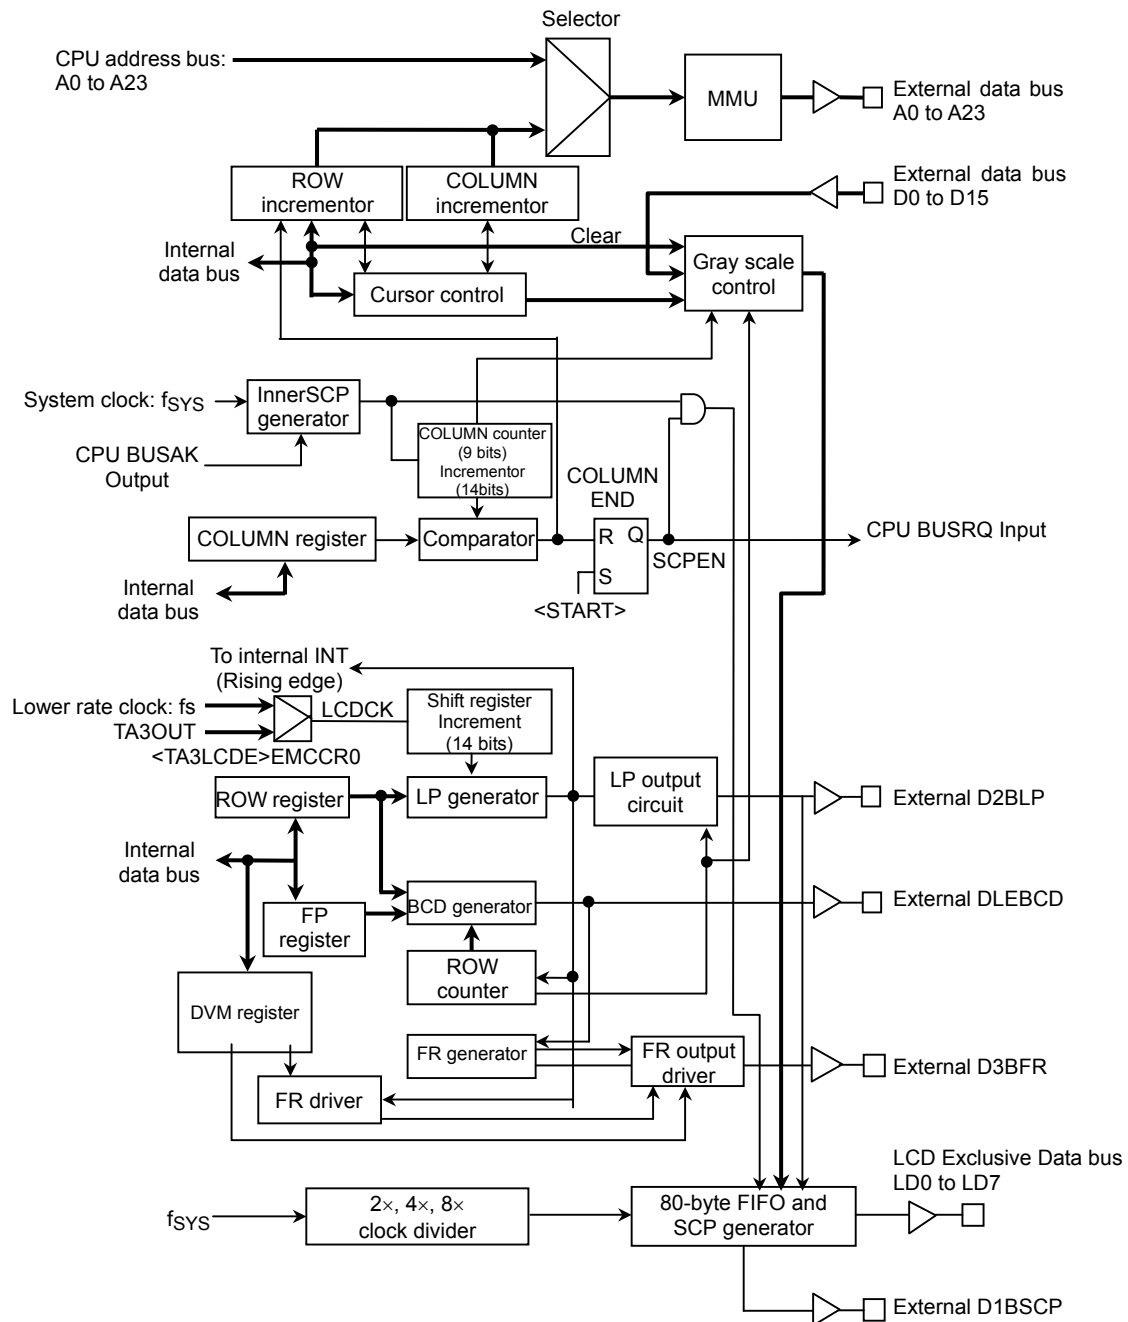 Selector
CPU address bus:
A0 to A23
MMU
External data bus
A0 to A23
ROW
incrementor
COLUMN
incrementor
External data bus
D0 to D15
Clear
Internal
data bus
Gray scale
control
Cursor control
System clock: fSYS
InnerSCP
generator
COLUMN counter
(9 bits)
Incrementor
(14bits)
CPU BUSAK
Output
COLUMN
END
COLUMN register
Comparator
R Q
S
SCPEN
CPU BUSRQ Input
Internal
data bus
<START>
To internal INT
(Rising edge)
Lower rate clock: fs
TA3OUT
LCDCK
<TA3LCDE>EMCCR0
Shift register
Increment
(14 bits)
ROW register
LP generator
LP output
circuit
External D2BLP
Internal
data bus
FP
register
BCD generator
External DLEBCD
ROW
counter
DVM register
FR generator
FR output
driver
External D3BFR
FR driver
LCD Exclusive Data bus
LD0 to LD7
fSYS
2×, 4×, 8×
clock divider
80-byte FIFO and
SCP generator
External D1BSCP